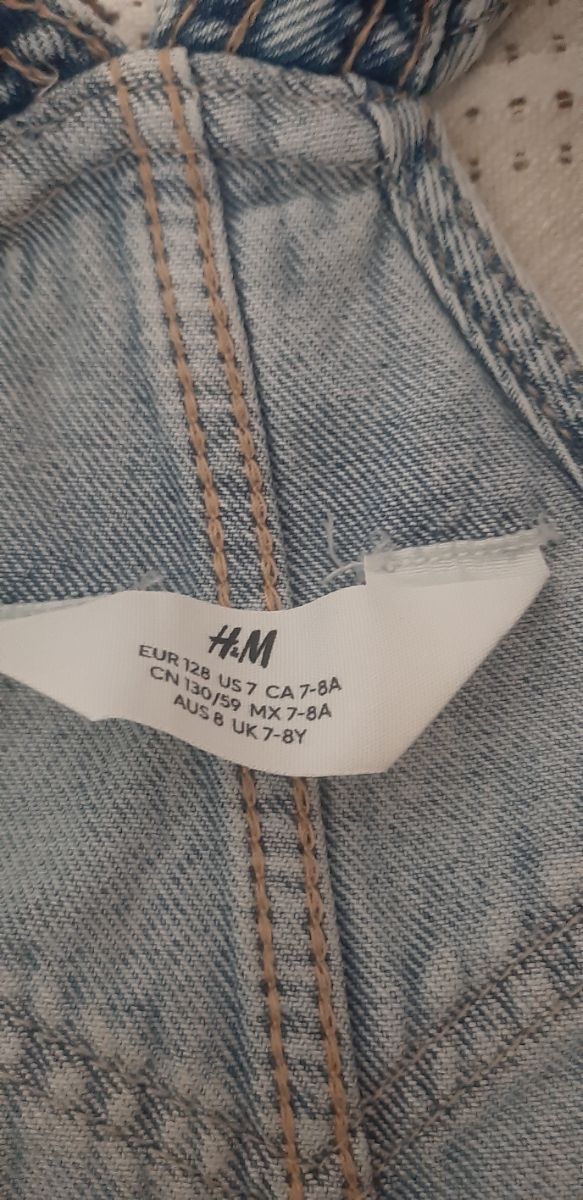 H&M
EUR 128 US 7 CA 7-8A
CN 130/59 MX 7-8A
AUS 8 UK 7-8Y